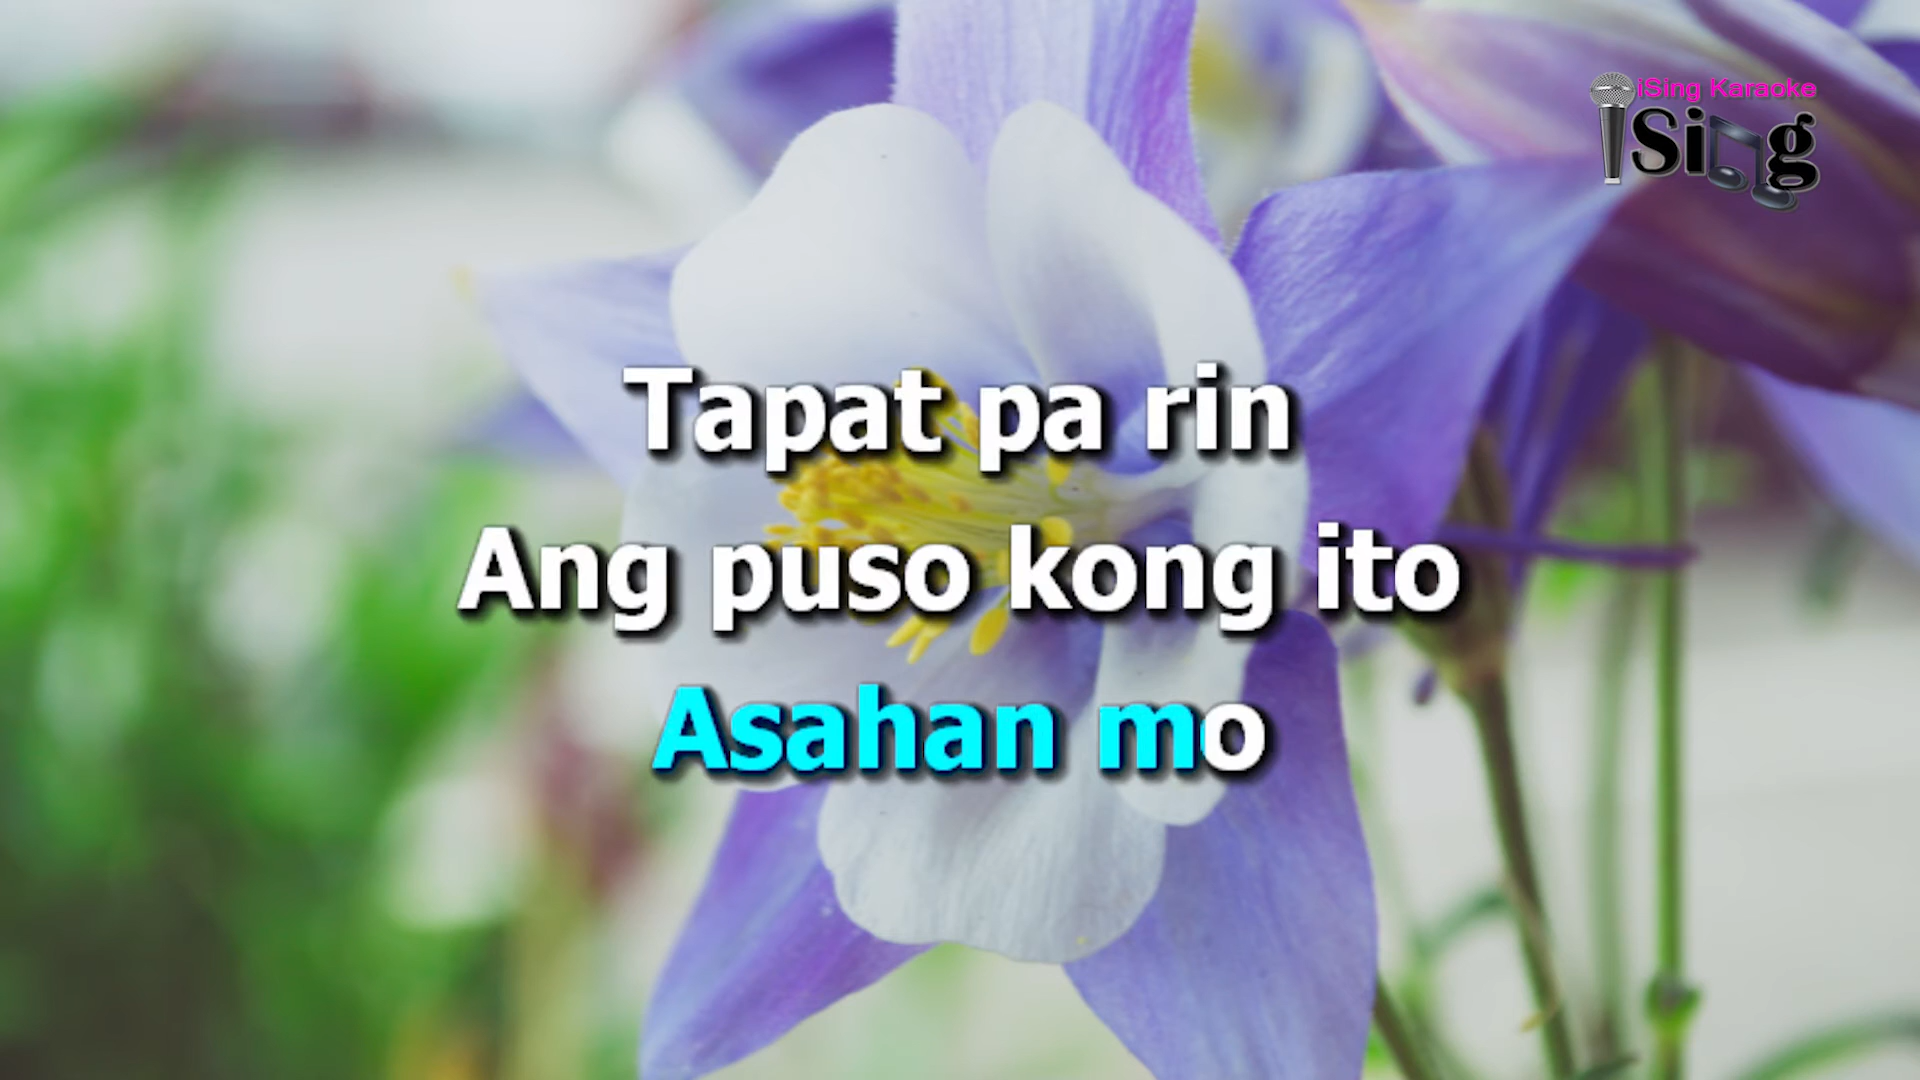 iSing Karaoke
iSing
Tapat pa rin
Ang puso kong ito
Asahan mo